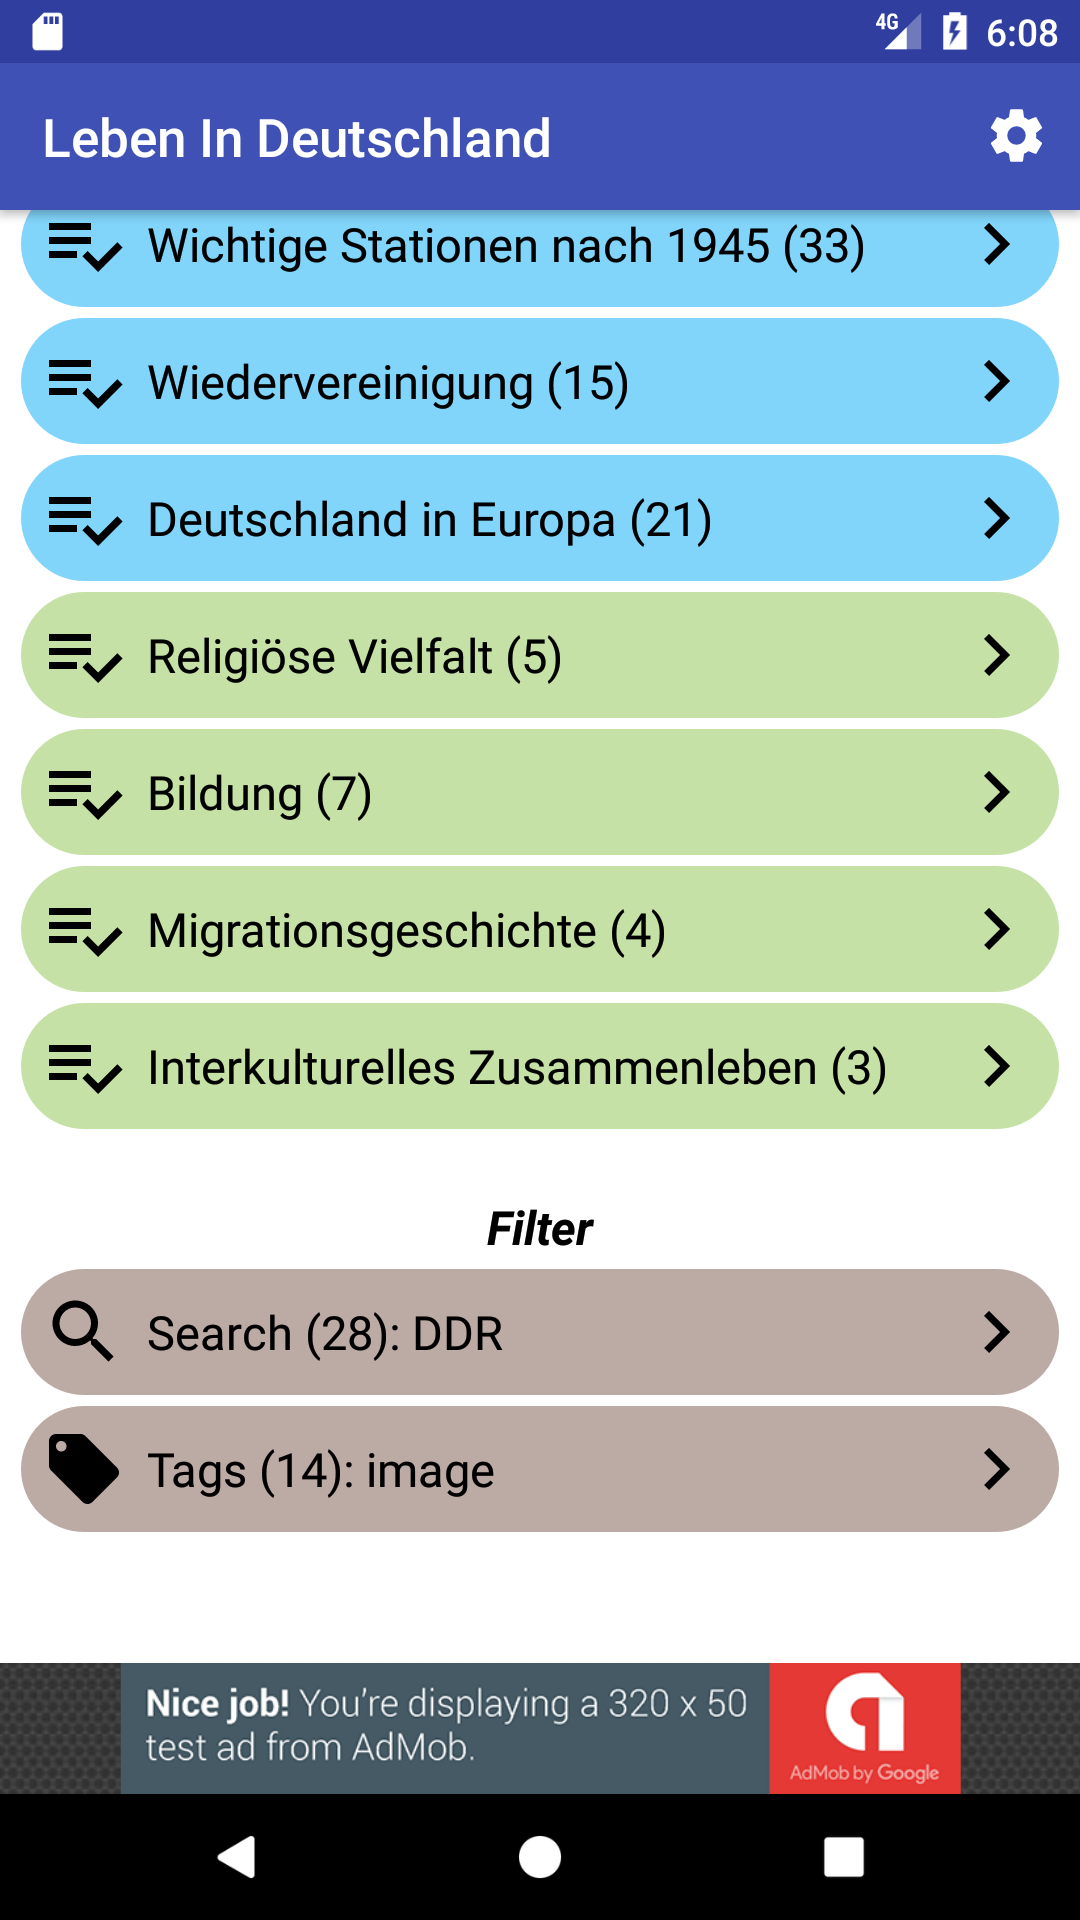 4G 6:08
Leben In Deutschland
Wichtige Stationen nach 1945 (33)
Wiedervereinigung (15)
Deutschland in Europa (21)
Religiöse Vielfalt (5)
Bildung (7)
Migrationsgeschichte (4)
Interkulturelles Zusammenleben (3)
Filter
Search (28): DDR
Tags (14): image
Nice job! You're displaying a 320 x 50
test ad from AdMob.
AdMob by Google